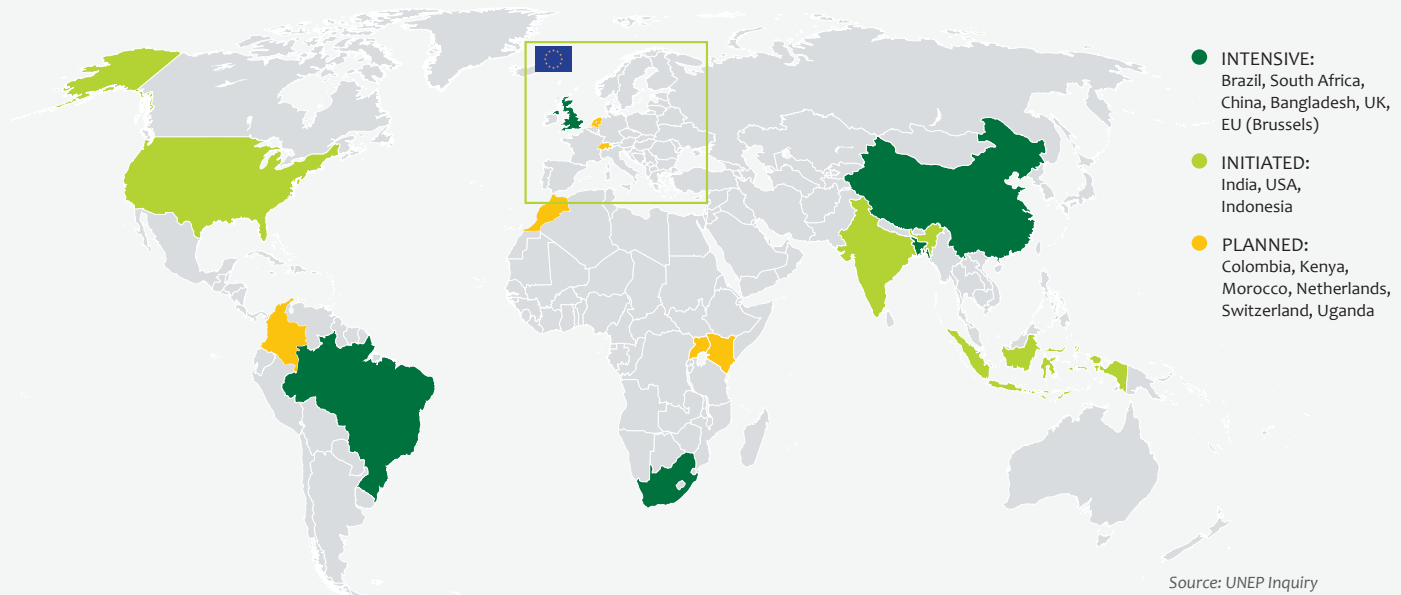 INTENSIVE:
Brazil, South Africa,
China, Bangladesh, UK,
EU (Brussels)
INITIATED:
India, USA,
Indonesia
PLANNED:
Colombia, Kenya,
Morocco, Netherlands,
Switzerland, Uganda
Source: UNEP Inquiry